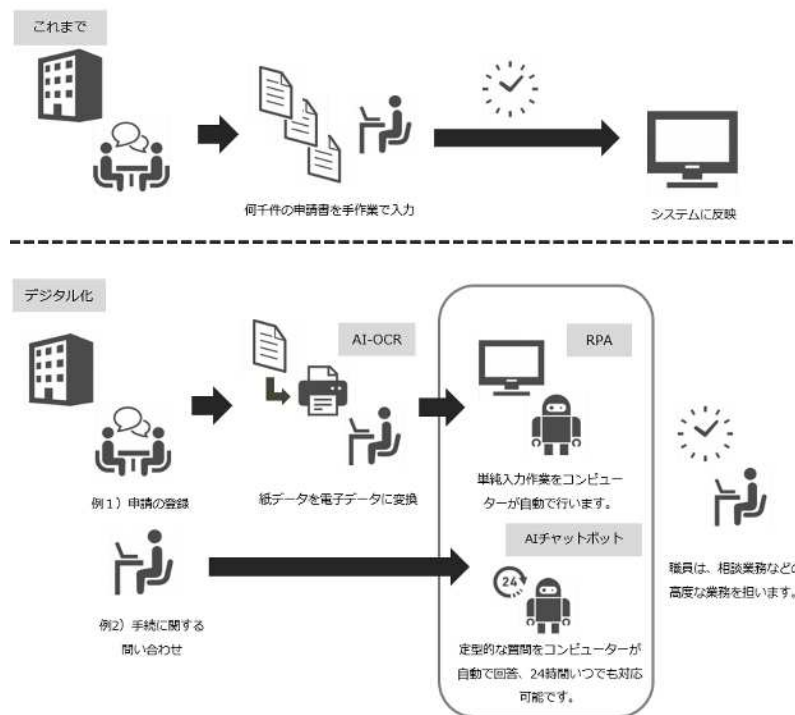 これまで
何千件の申請書を手作業で入力
システムに反映
デジタル化
AI-OCR
RPA
例１）申請の登録
紙データを電子データに変換
単純入力作業をコンピュー
ターが自動で行います。
AIチャットボット
24
例2）手続に関する
問い合わせ
定型的な質問をコンピューターが
自動で回答、24時間いつでも対応
可能です。
職員は、相談業務などの
高度な業務を担います。